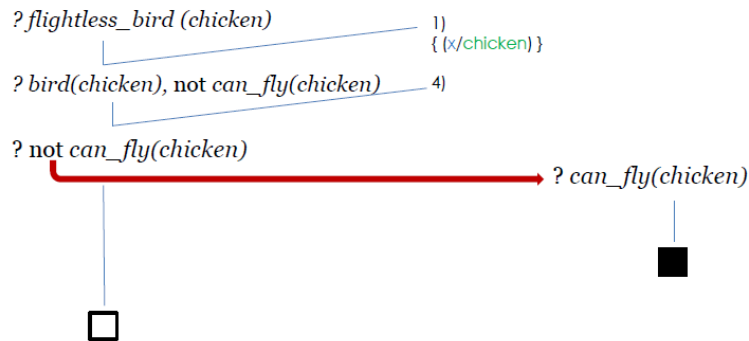 ? flightless_bird (chicken)
1)
{ (x/chicken) }
? bird(chicken), not can_fly(chicken)
4)
? not can_fly(chicken)
? can_fly(chicken)